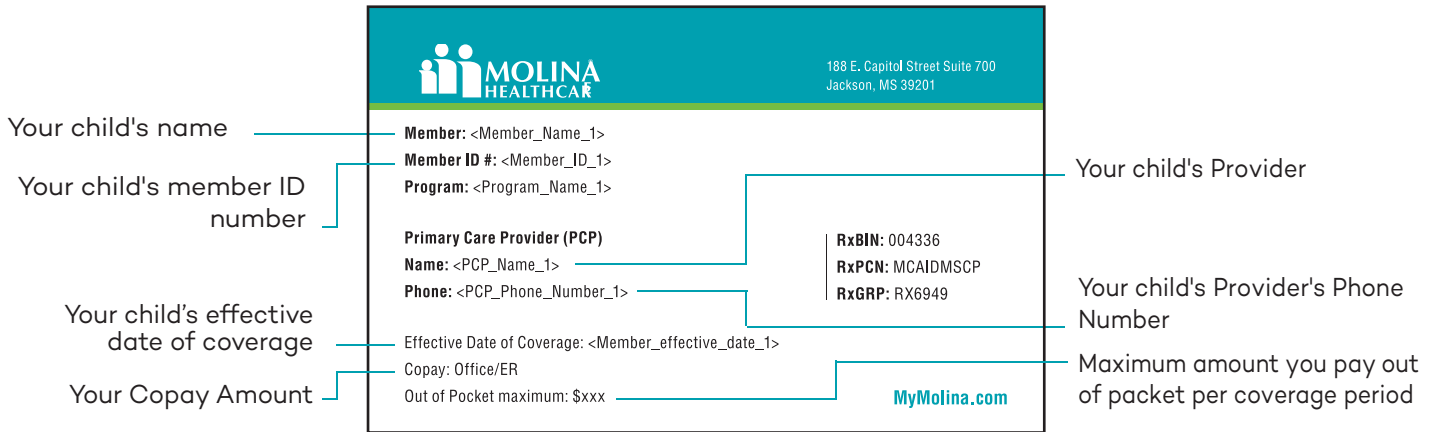 MOLINA
HEALTHCARE
188 E. Capitol Street Suite 700
Jackson, MS 39201
Your child's name
Your child's member ID
number
Your child’s effective
date of coverage
Your Copay Amount
Member: <Member_Name_1>
Member ID #: <Member_ID_1>
Program: <Program_Name_1>
Primary Care Provider (PCP)
Name: <PCP_Name_1>
Phone: <PCP_Phone_Number_1>
Effective Date of Coverage: <Member_effective_date_1>
Copay: Office/ER
Out of Pocket maximum: $xxx
RxBIN: 004336
RxPCN: MCAIDMSCP
RxGRP: RX6949
MyMolina.com
Your child's Provider
Your child's Provider's Phone
Number
Maximum amount you pay out
of packet per coverage period